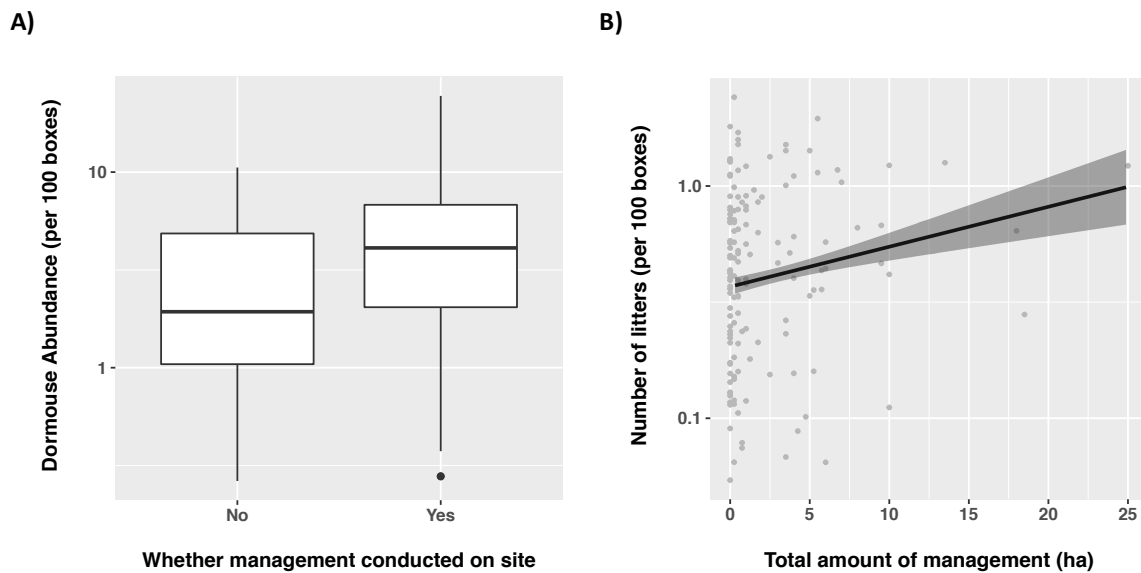 A)
Dormouse Abundance (per 100 boxes)
10
1
No
Yes
Whether management conducted on site
B)
Number of litters (per 100 boxes)
1.0
0.1
0
5
10
15
20
25
Total amount of management (ha)